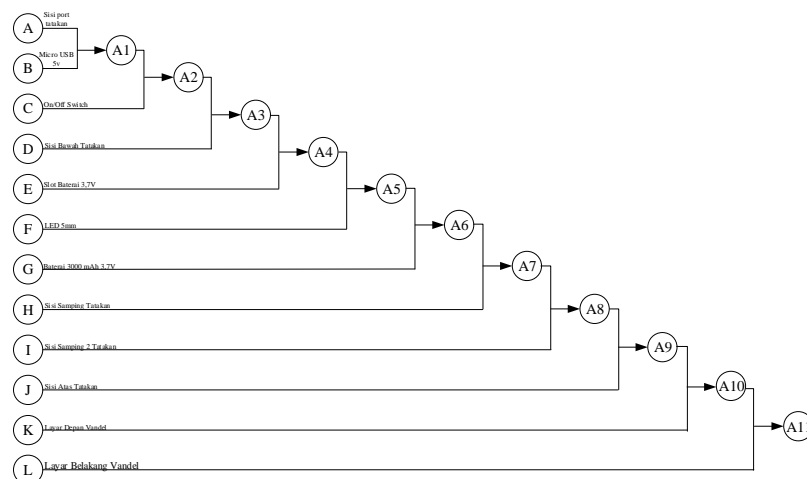 A
Sisi port
tatakan
A1
B
Micro USB
5v
A2
C
On/Off Switch
A3
D
Sisi Bawah Tatakan
A4
E
Slot Baterai 3,7V
A5
F
LED 5mm
A6
G
Baterai 3000 mAh 3.7V
A7
H
Sisi Samping Tatakan
A8
I
Sisi Samping 2 Tatakan
A9
J
Sisi Atas Tatakan
A10
K
Layar Depan Vandel
A11
L
Layar Belakang Vandel